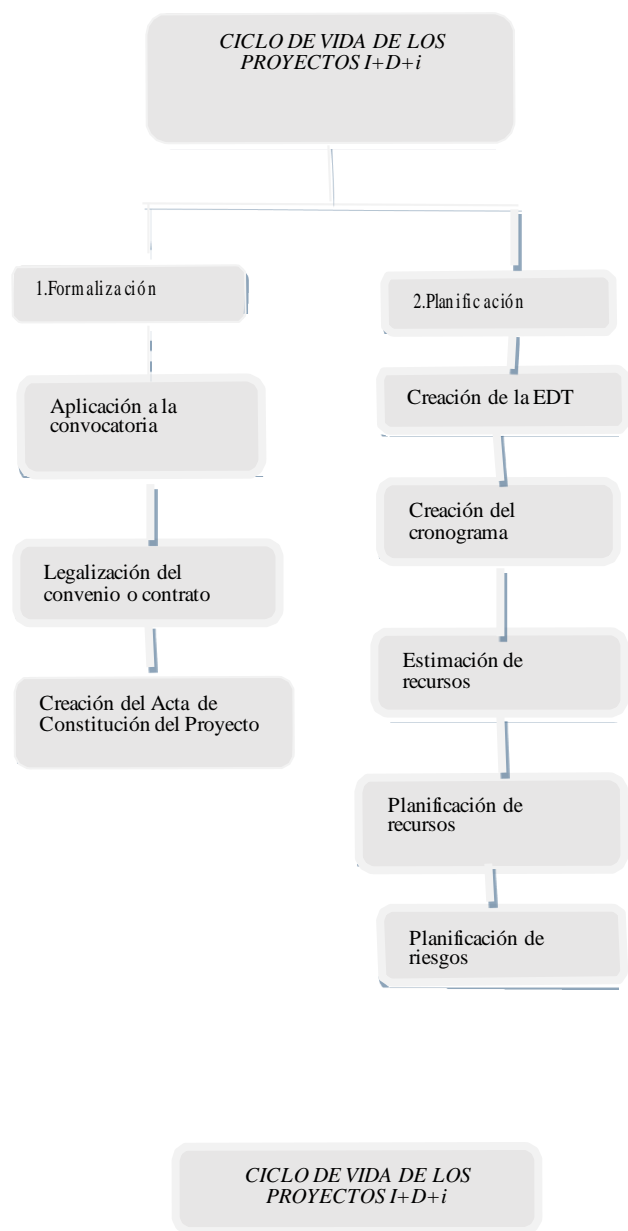 CICLO DE VIDA DE LOS
PROYECTOS I+D+i
1.Formalización
Aplicación a la
convocatoria
Legalización del
convenio o contrato
Creación del Acta de
Constitución del Proyecto
2.Planificación
Creación de la EDT
Creación del
cronograma
Estimación de
recursos
Planificación de
recursos
Planificación de
riesgos
CICLO DE VIDA DE LOS
PROYECTOS I+D+i